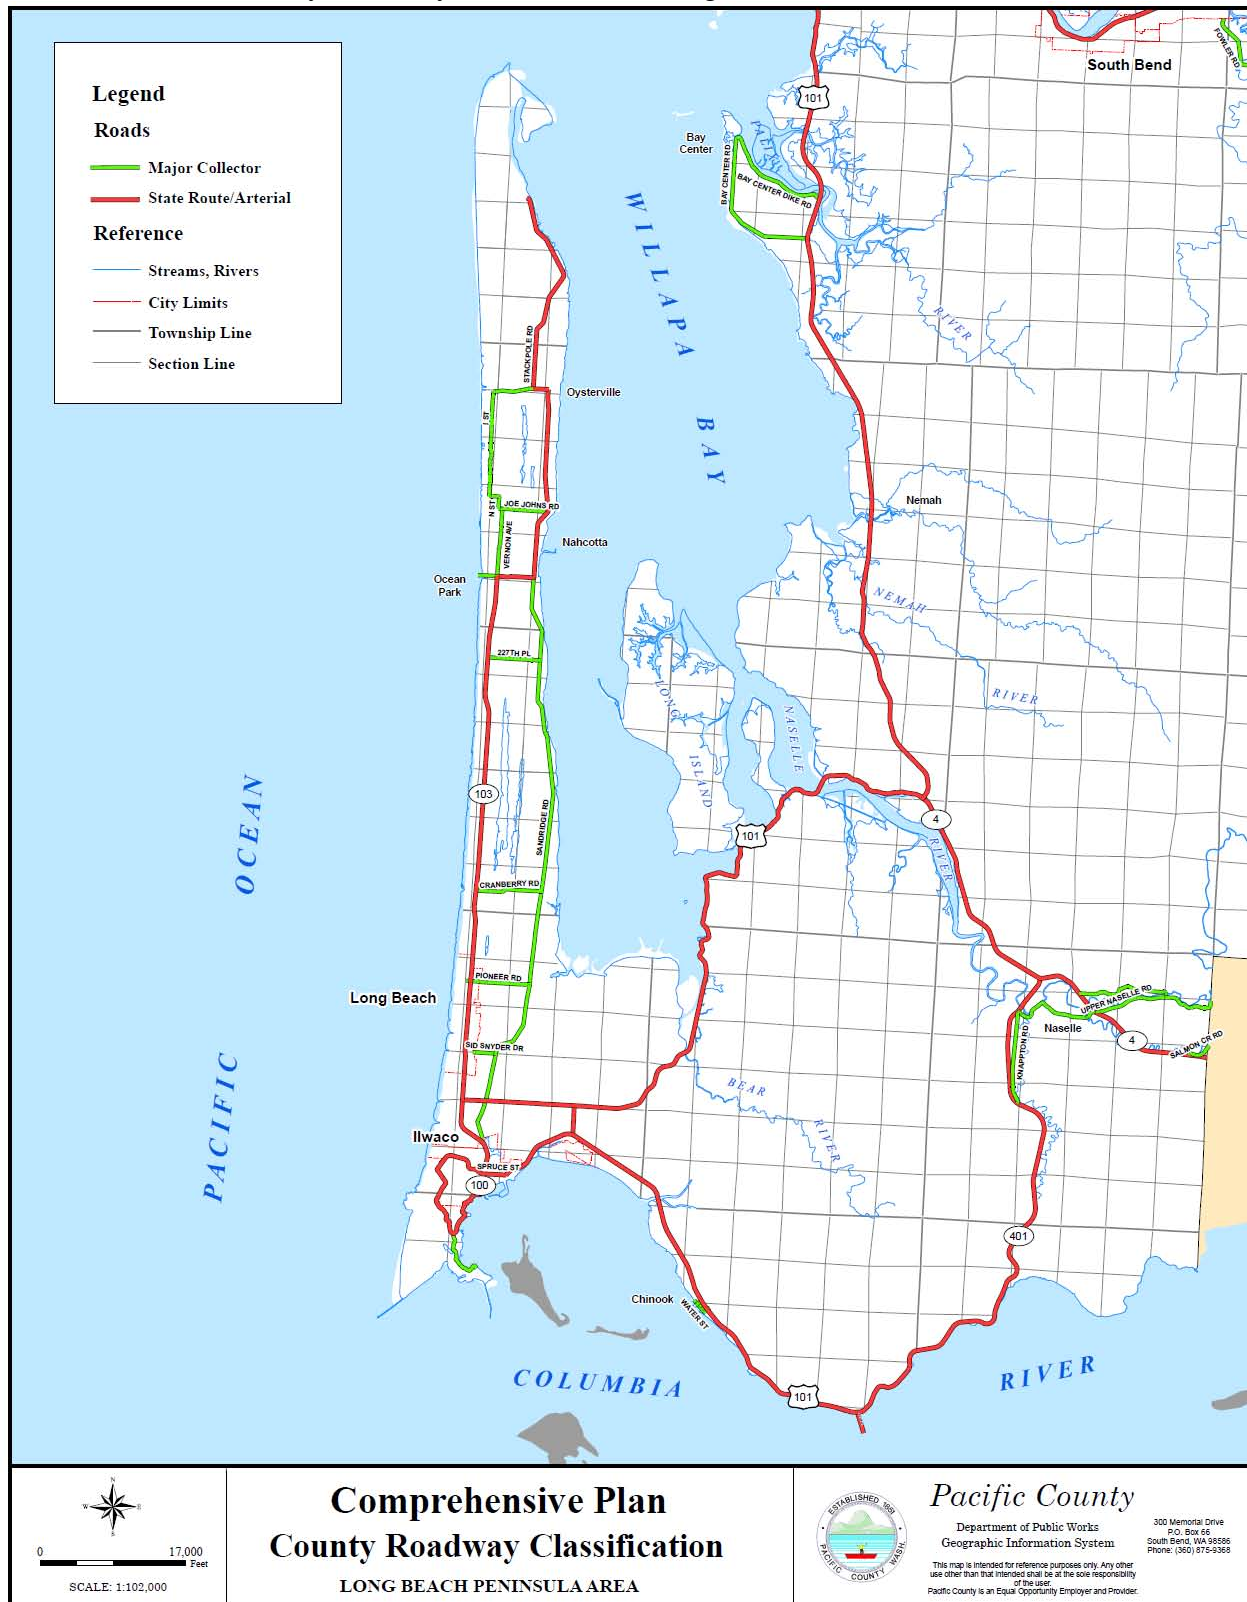 Legend
Roads
Major Collector
State Route/Arterial
Reference
Streams, Rivers
City Limits
Township Line
Section Line
South Bend
FOWLER RD
101
Bay
Center
BAY CENTER RD
BAY CENTER DIKE RD
RIVER
WILLAPA BAY
STACKPOLE RD
Oysterville
I ST
N ST
JOE JOHNS RD
VERNON AVE
Nahcotta
Ocean
Park
Nemah
NEMAH
RIVER
227TH PL
LONG
ISLAND
NASELLE
RIVER
103
101
4
SANDRIDGE RD
CRANBERRY RD
PIONEER RD
Long Beach
SID SNYDER DR
PACIFIC OCEAN
UPPER NASELLE RD
Naselle
KNAPPTON RD
4
SALMON CR RD
BEAR
RIVER
Ilwaco
SPRUCE ST
100
401
Chinook
WATER ST
101
COLUMBIA
RIVER
N
W
E
S
0 17,000
Feet
SCALE: 1:102,000
Comprehensive Plan
County Roadway Classification
LONG BEACH PENINSULA AREA
ESTABLISHED 1851
PACIFIC COUNTY WASH.
Pacific County
Department of Public Works
Geographic Information System
This map is intended for reference purposes only. Any other
use other than that intended shall be at the sole responsibility
of the user.
Pacific County is an Equal Opportunity Employer and Provider.
300 Memorial Drive
P.O. Box 66
South Bend, WA 98586
Phone: (360) 875-9368